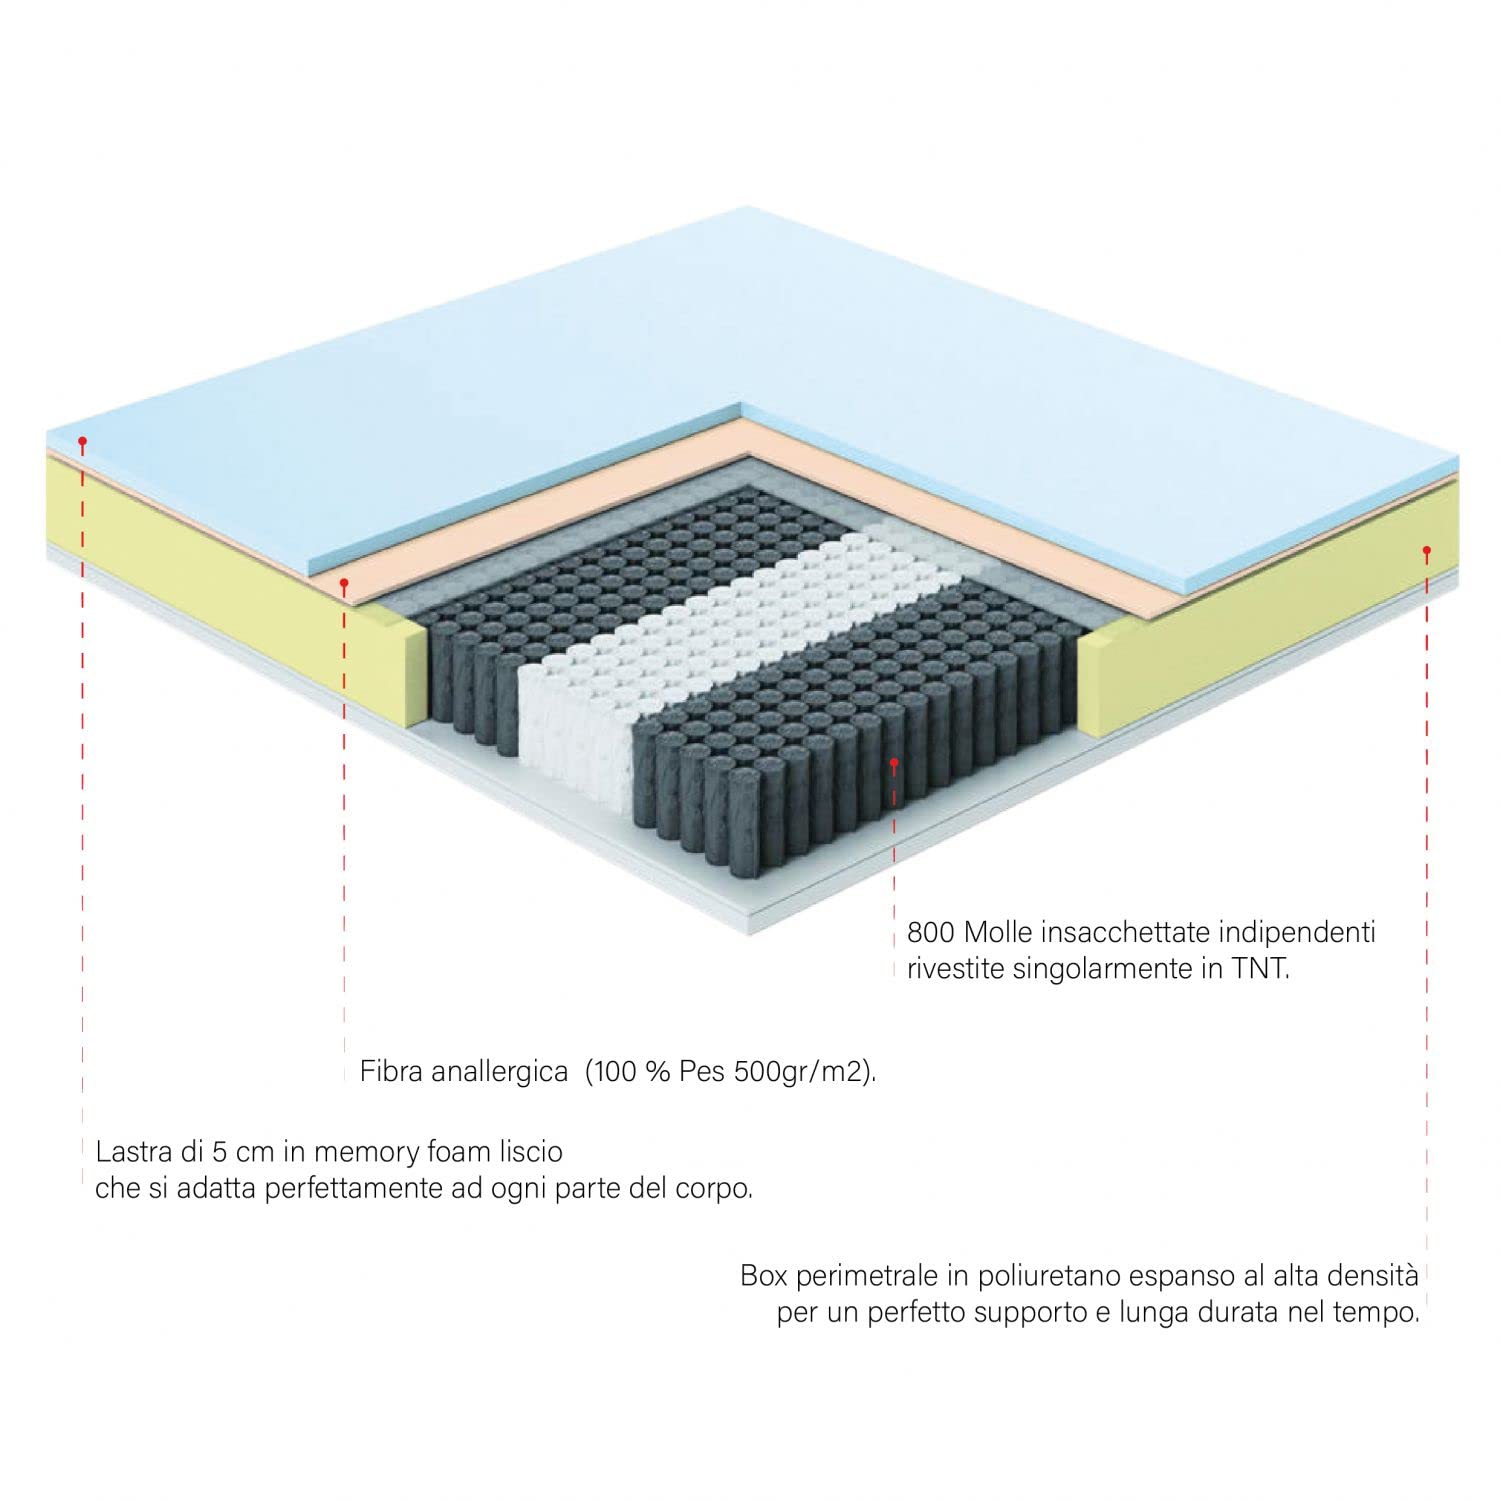 800 Molle insacchettate indipendenti
rivestite singolarmente in TNT.
Fibra anallergica (100 % Pes 500gr/m2).
Lastra di 5 cm in memory foam liscio
che si adatta perfettamente ad ogni parte del corpo.
Box perimetrale in poliuretano espanso al alta densità
per un perfetto supporto e lunga durata nel tempo.